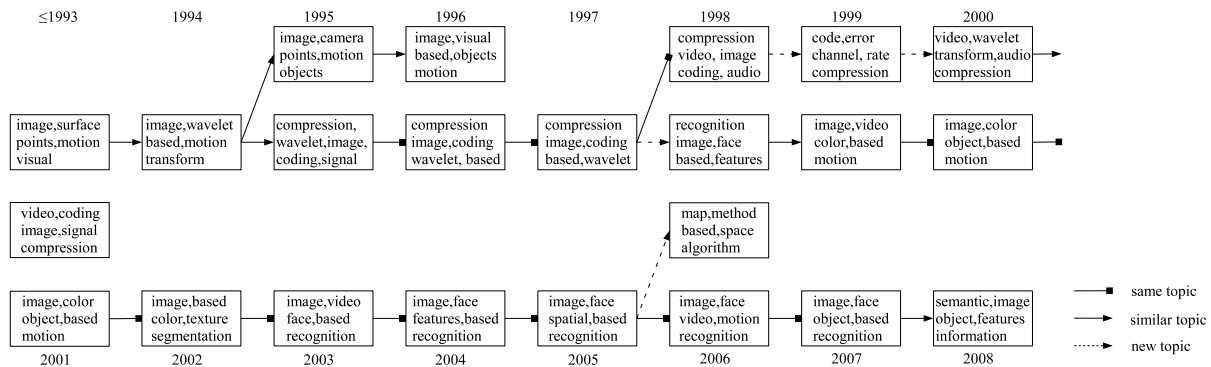 ≤1993
1994
1995
1996
1997
1998
1999
2000
image,camera
points,motion
objects
image,visual
based,objects
motion
compression
video, image
coding, audio
code,error
channel, rate
compression
video,wavelet
transform,audio
compression
image,surface
points,motion
visual
image,wavelet
based,motion
transform
compression,
wavelet,image,
coding,signal
compression
image,coding
wavelet, based
compression
image,coding
based,wavelet
recognition
image,face
based,features
image,video
color,based
motion
image,color
object,based
motion
video,coding
image,signal
compression
map,method
based,space
algorithm
image,color
object,based
motion
image,based
color,texture
segmentation
image,video
face,based
recognition
image,face
features,based
recognition
image,face
spatial,based
recognition
image,face
video,motion
recognition
image,face
object,based
recognition
semantic,image
object,features
information
same topic
similar topic
new topic
2001
2002
2003
2004
2005
2006
2007
2008